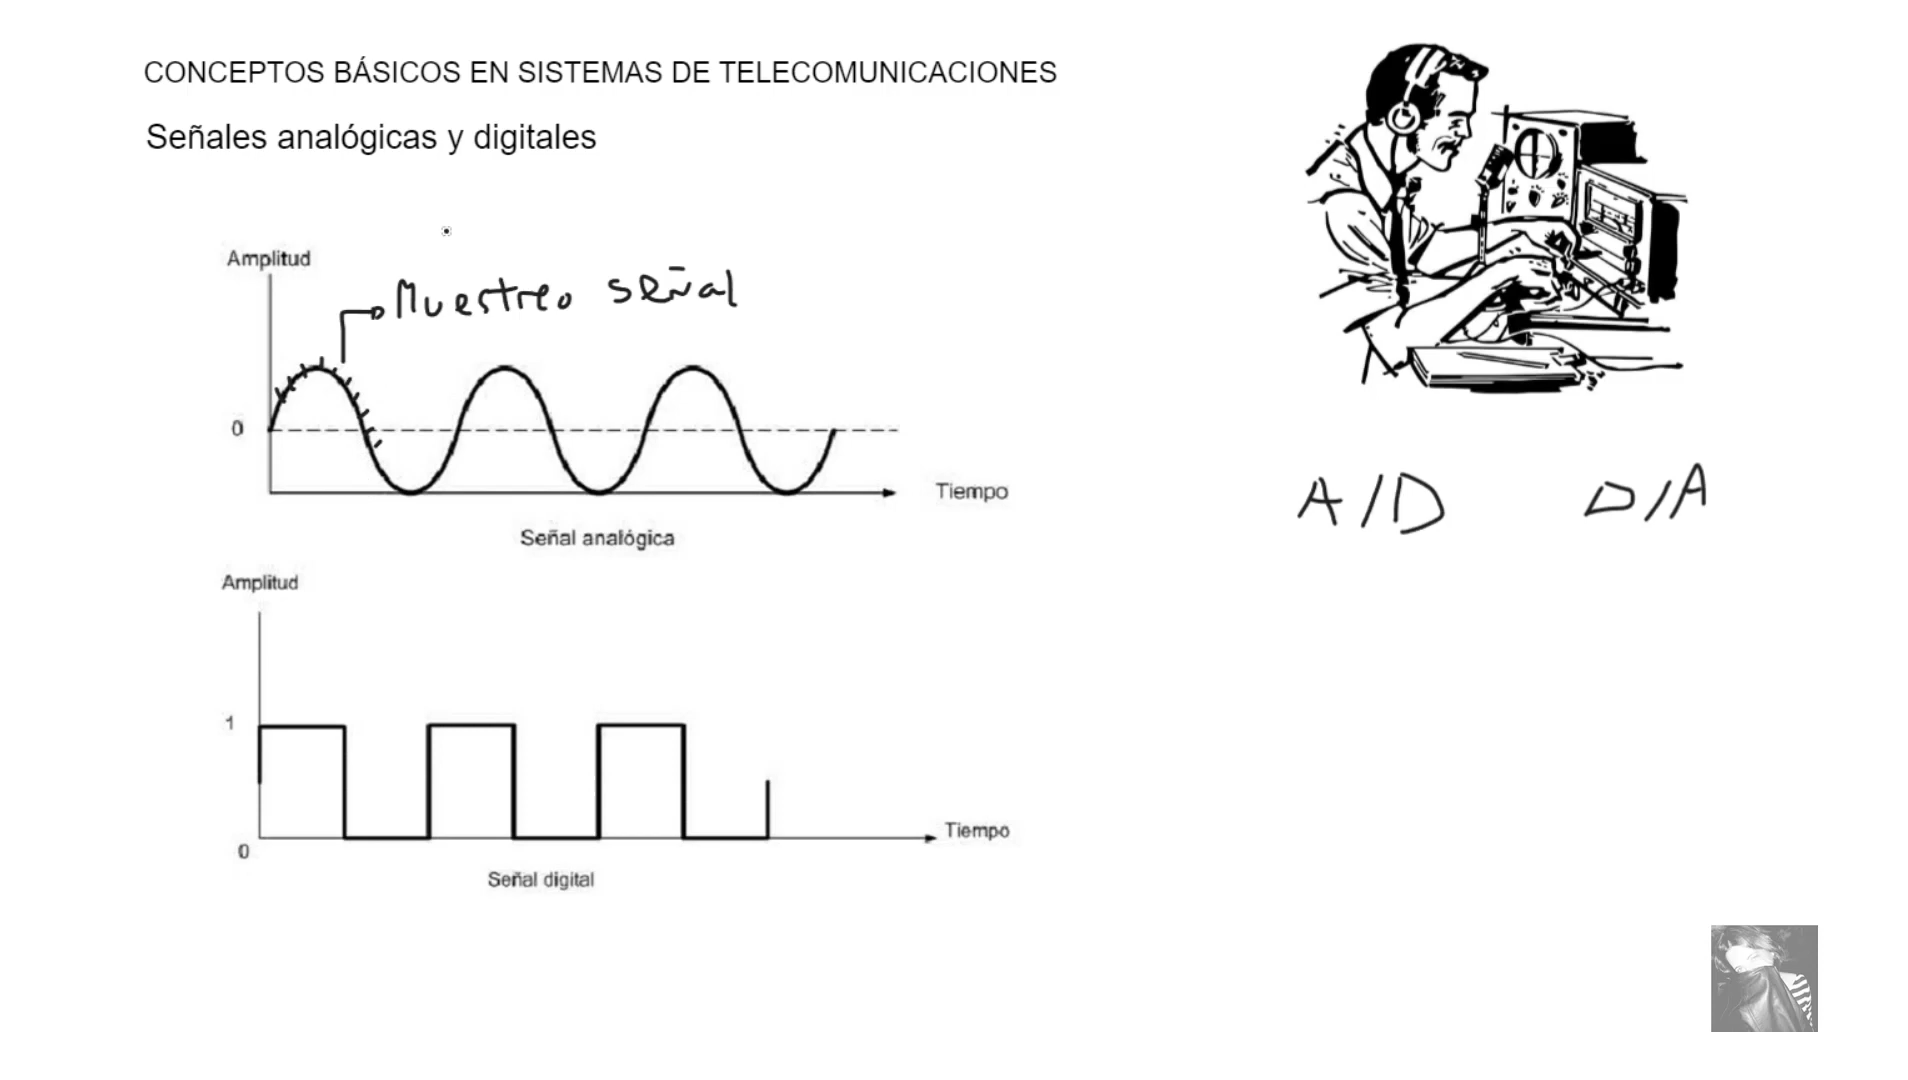 CONCEPTOS BÁSICOS EN SISTEMAS DE TELECOMUNICACIONES
Señales analógicas y digitales
Amplitud
Muestreo señal
0
Tiempo
Señal analógica
A/D D/A
Amplitud
1
Tiempo
0
Señal digital